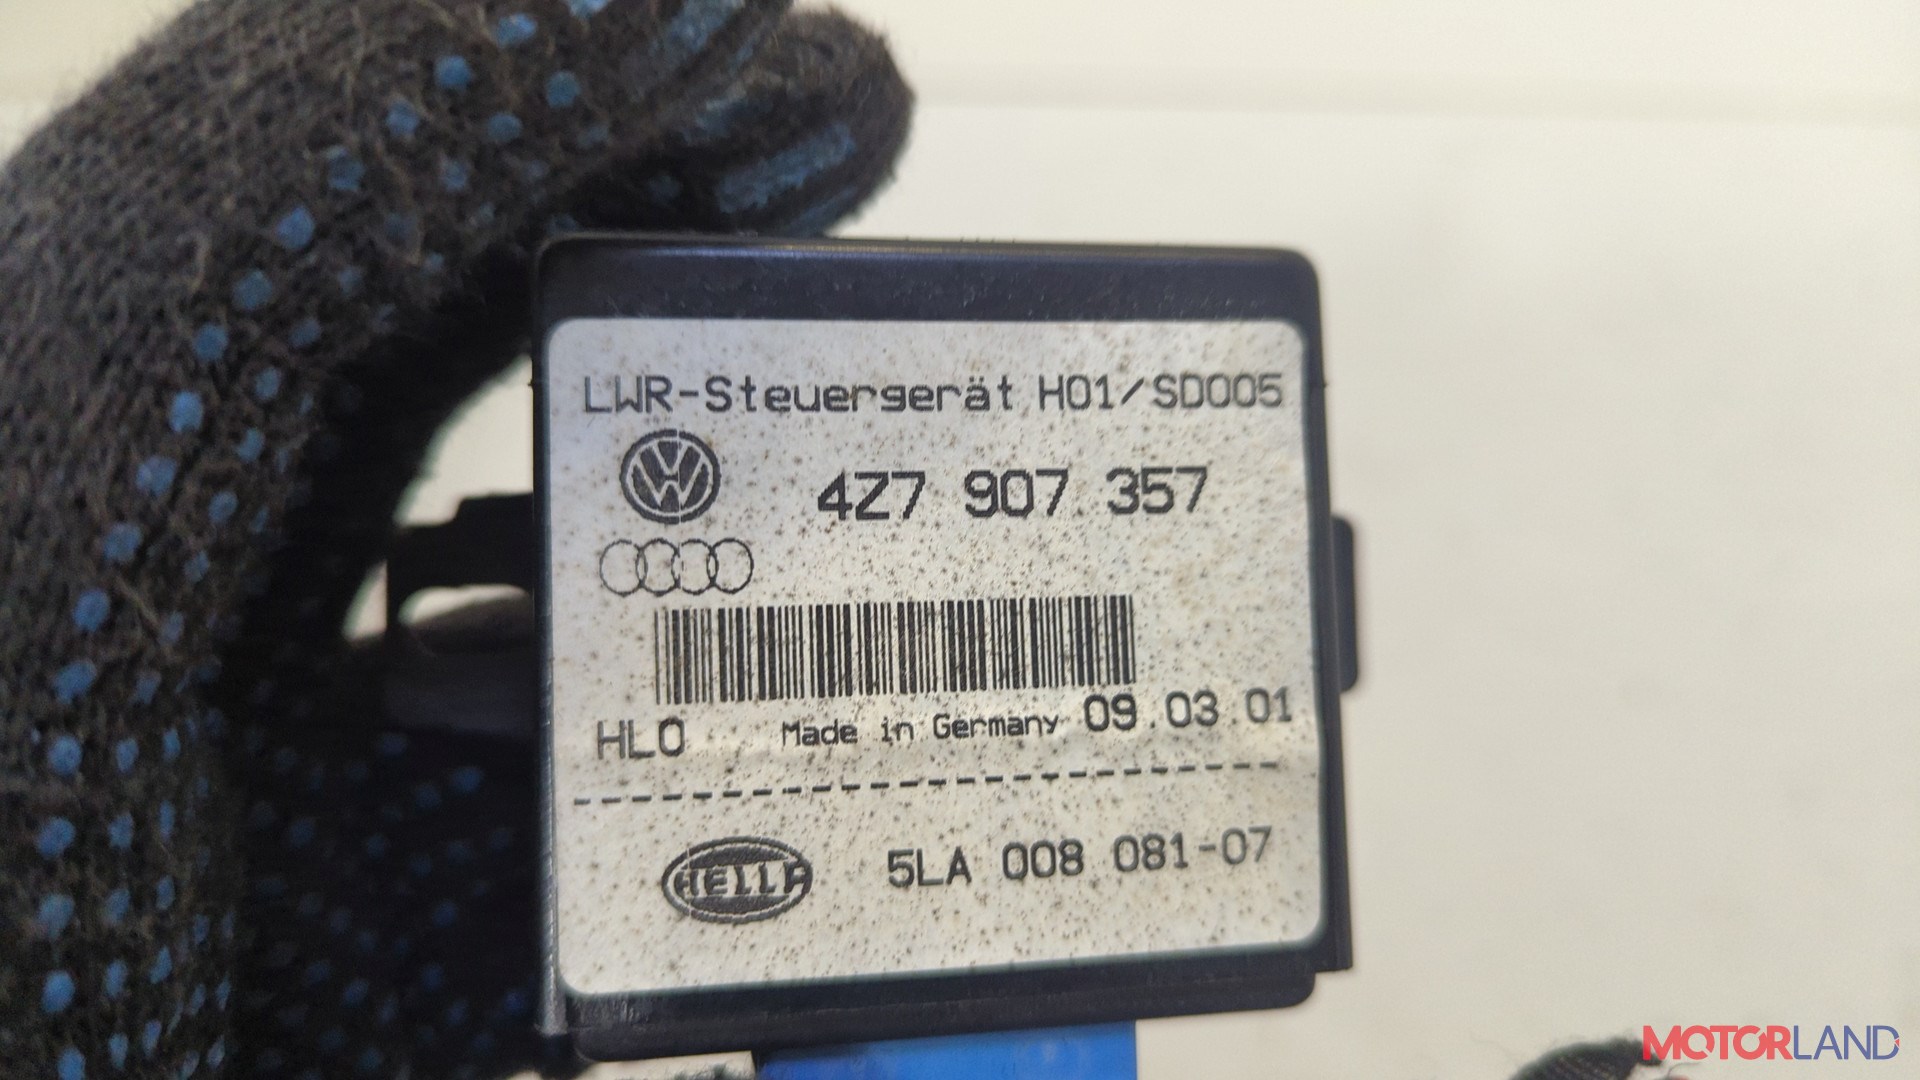 LWR-Steuergerät H01/SD005
4Z7 907 357
HLO Made in Germany 09.03.01
HELLA 5LA 008 081-07
MOTORLAND